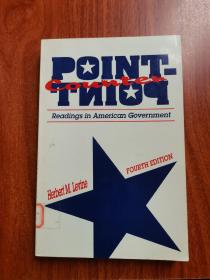 POINT-
Counter
POINT
Readings in American Government
FOURTH EDITION
Herbert M. Levine